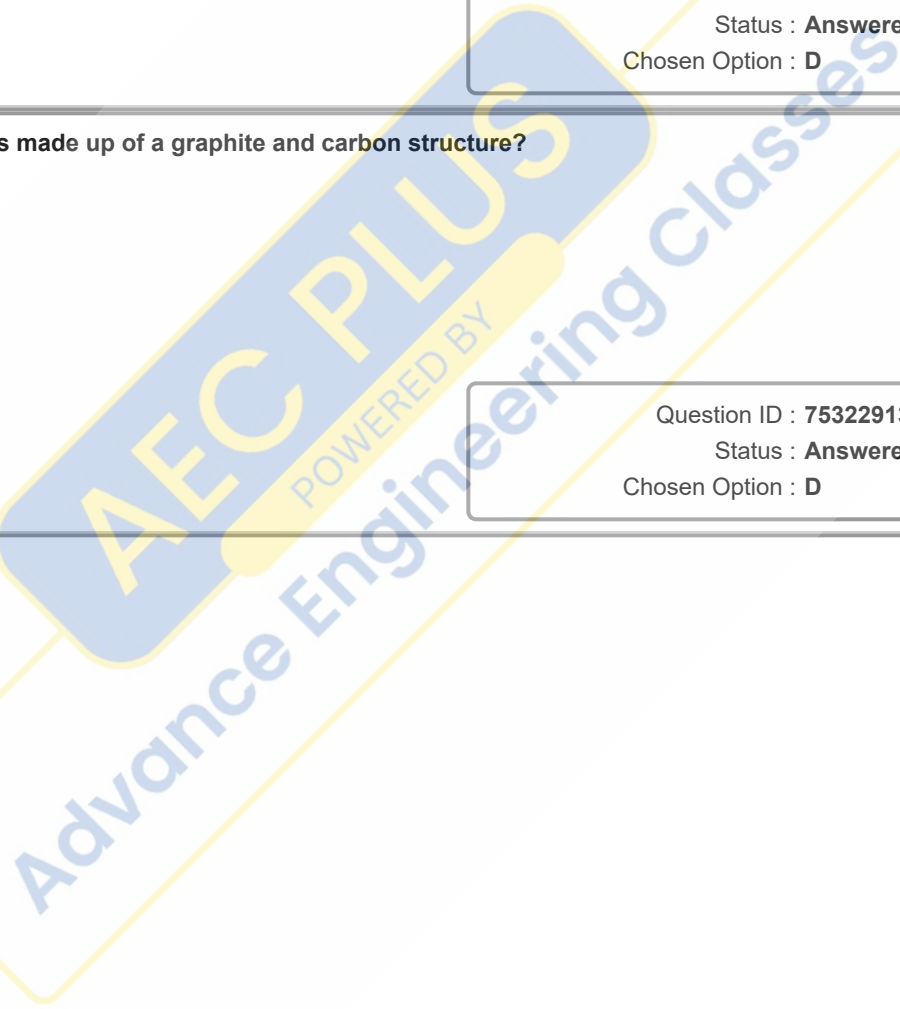 Status : Answere
Chosen Option : D
s made up of a graphite and carbon structure?
AEC PLUS
POWERED BY
Advance Engineering Classes
Question ID : 7532291
Status : Answere
Chosen Option : D